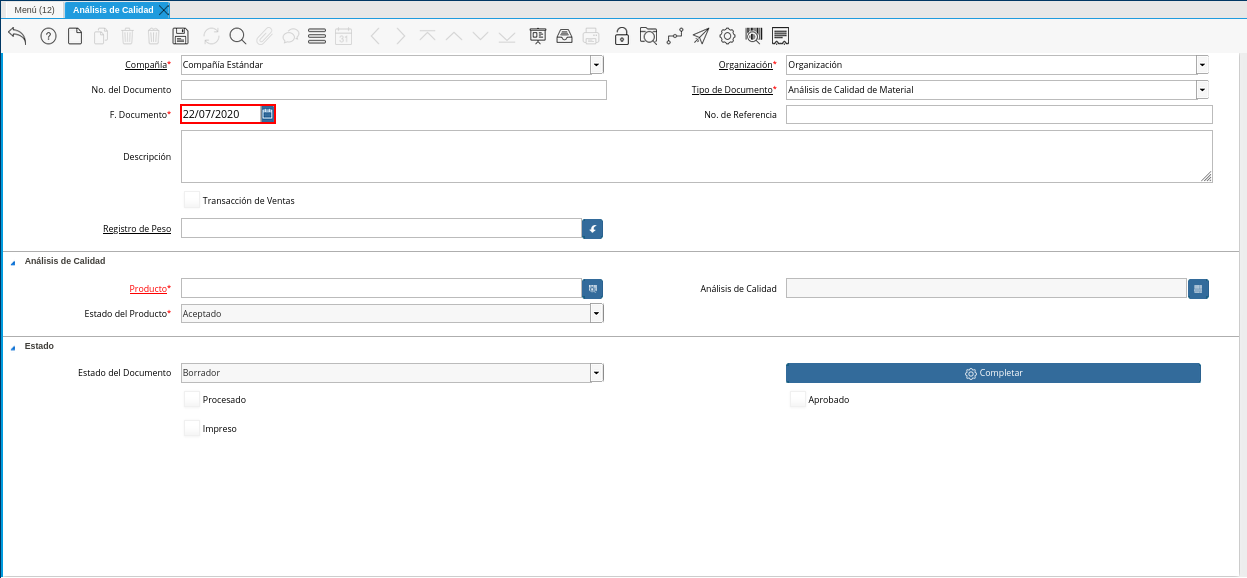 Menú (12) Análisis de Calidad
31
Compañía* Compañía Estándar Organización* Organización
No. del Documento Tipo de Documento* Análisis de Calidad de Material
F. Documento* 22/07/2020 No. de Referencia
Descripción
Transacción de Ventas
Registro de Peso
Análisis de Calidad
Producto* Análisis de Calidad
Estado del Producto* Aceptado
Estado
Estado del Documento Borrador Completar
Procesado Aprobado
Impreso